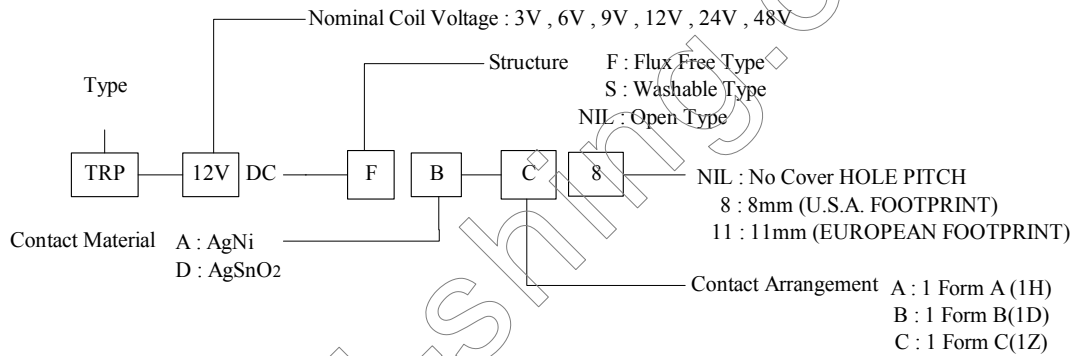 Nominal Coil Voltage : 3V , 6V , 9V , 12V , 24V , 48V
Structure F : Flux Free Type
S : Washable Type
NIL : Open Type
Type
TRP 12V DC F B C 8
NIL : No Cover HOLE PITCH
8 : 8mm (U.S.A. FOOTPRINT)
11 : 11mm (EUROPEAN FOOTPRINT)
Contact Material A : AgNi
D : AgSnO2
Contact Arrangement A : 1 Form A (1H)
B : 1 Form B(1D)
C : 1 Form C(1Z)